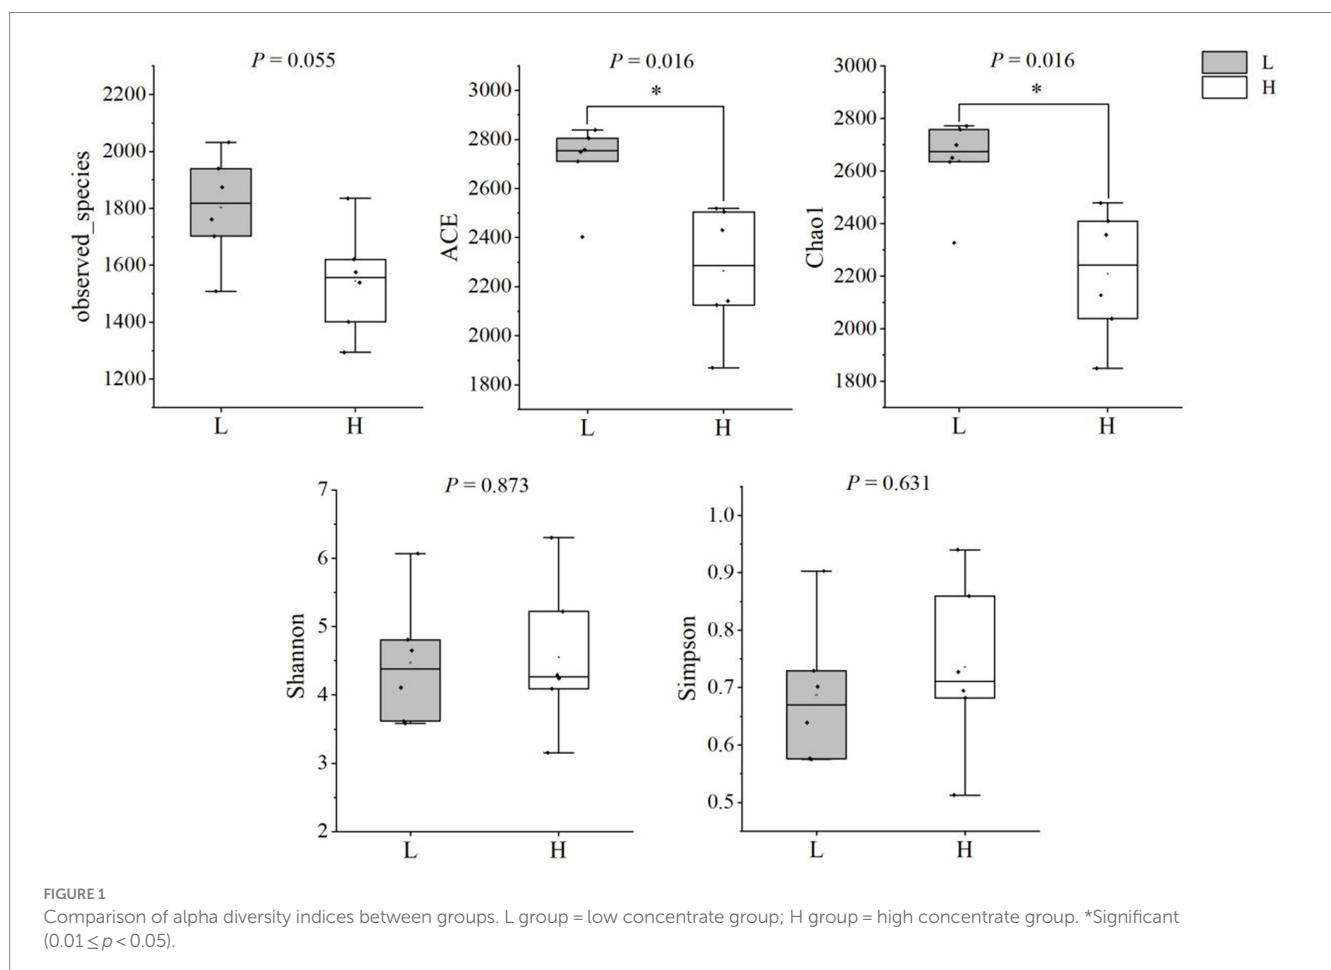 P = 0.055
2200
2000
1800
1600
1400
1200
observed_species
L
H
P = 0.016
*
3000
2800
2600
2400
2200
2000
1800
ACE
L
H
P = 0.016
*
3000
2800
2600
2400
2200
2000
1800
Chao1
L
H
L
H
P = 0.873
7
6
5
4
3
2
Shannon
L
H
P = 0.631
1.0
0.9
0.8
0.7
0.6
0.5
Simpson
L
H
FIGURE 1
Comparison of alpha diversity indices between groups. L group = low concentrate group; H group = high concentrate group. *Significant
(0.01 ≤ p < 0.05).